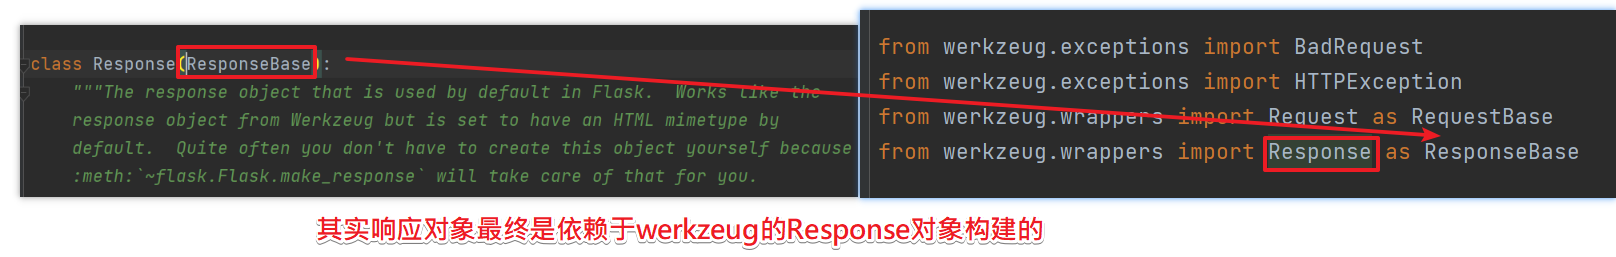 class Response(ResponseBase):
"""The response object that is used by default in Flask.  Works like the
response object from Werkzeug but is set to have an HTML mimetype by
default.  Quite often you don't have to create this object yourself because
:meth:`~flask.Flask.make_response` will take care of that for you.
from werkzeug.exceptions import BadRequest
from werkzeug.exceptions import HTTPException
from werkzeug.wrappers import Request as RequestBase
from werkzeug.wrappers import Response as ResponseBase
其实响应对象最终是依赖于werkzeug的Response对象构建的